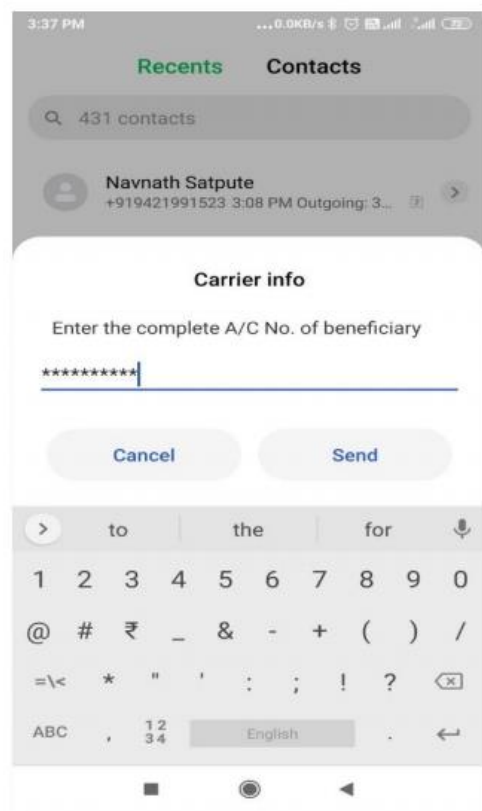 3:37 PM ...0.0KB/s 72
Recents Contacts
431 contacts
Navnath Satpute
+919421991523 3:08 PM Outgoing: 3...
Carrier info
Enter the complete A/C No. of beneficiary
**********
Cancel Send
to the for
1 2 3 4 5 6 7 8 9 0
@ # ₹ _ & - + ( ) /
=\< * " ' : ; ! ?
ABC , 12 34 English .